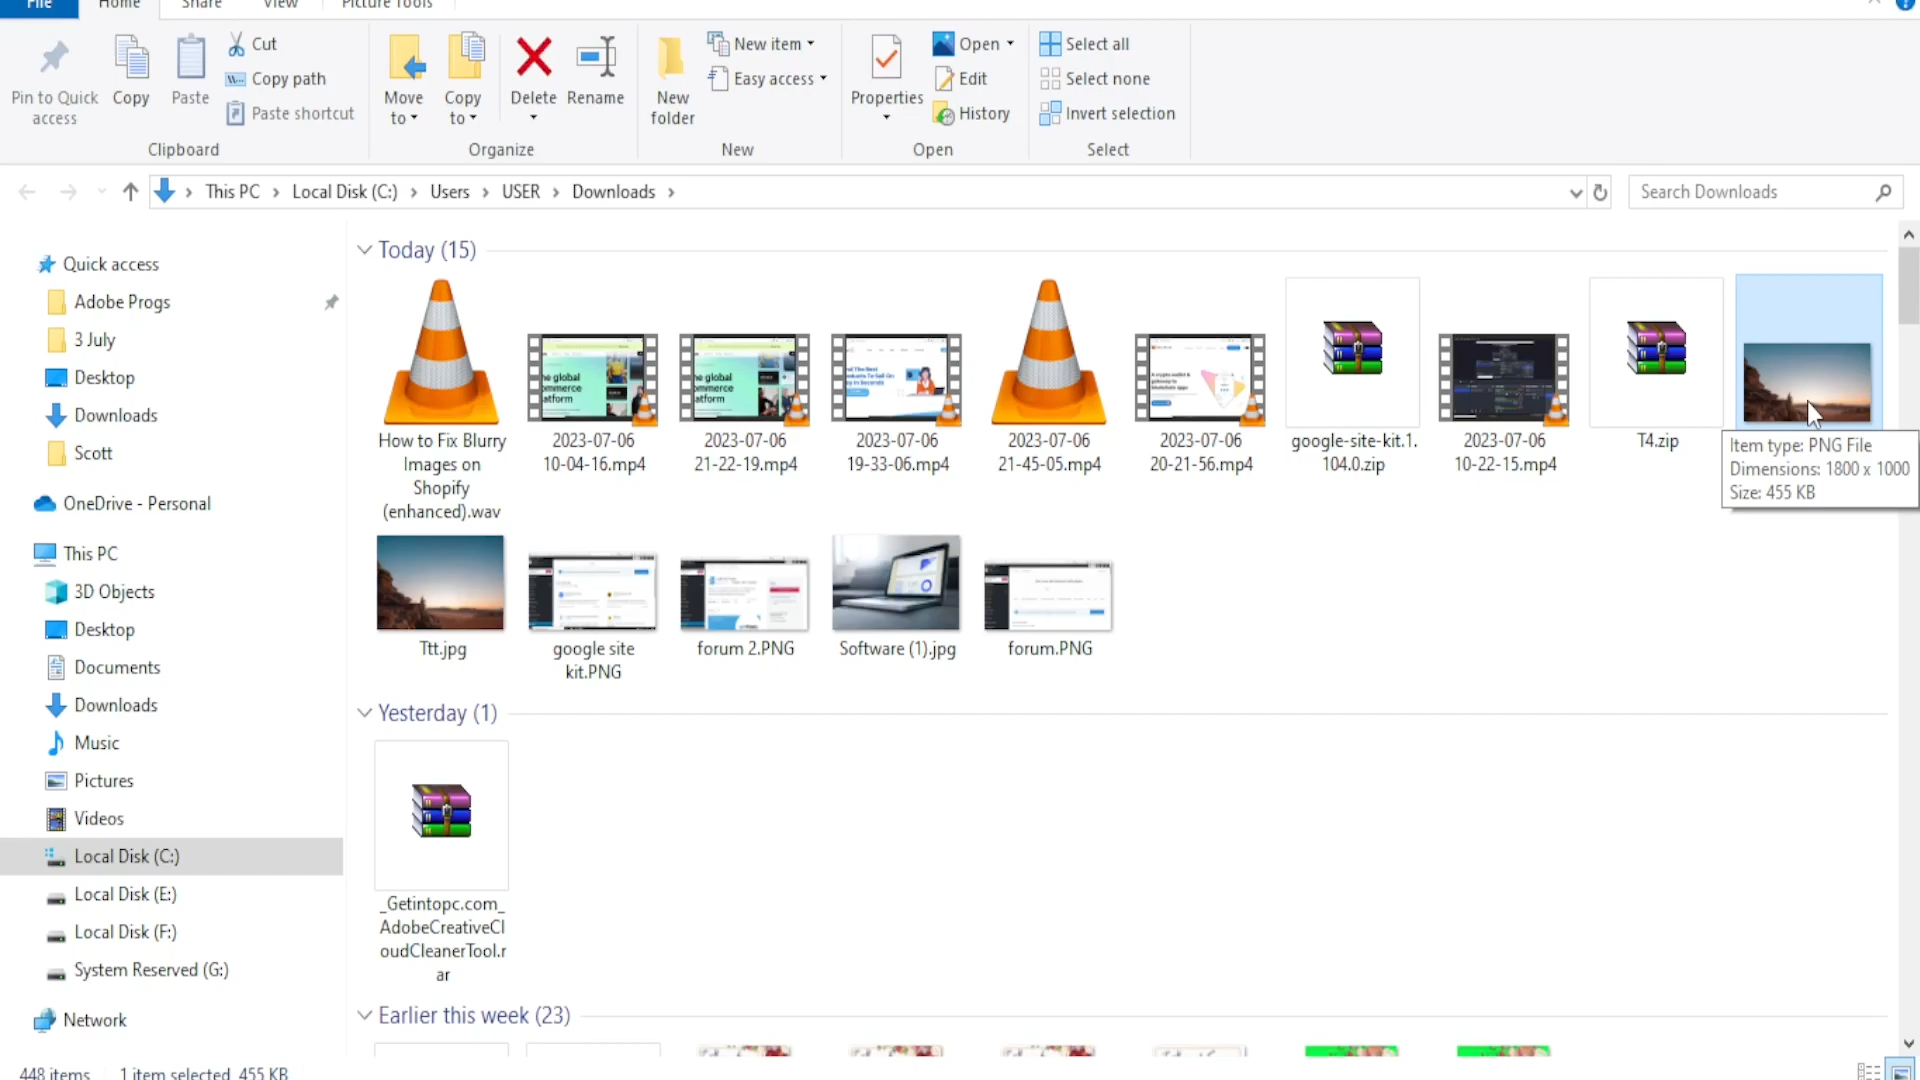 File Home Share View Picture Tools
Pin to Quick access
Copy
Paste
Cut
Copy path
Paste shortcut
Clipboard
Move to
Copy to
Delete
Rename
Organize
New folder
New item
Easy access
New
Properties
Open
Edit
History
Open
Select all
Select none
Invert selection
Select
This PC > Local Disk (C:) > Users > USER > Downloads >
Search Downloads
Quick access
Adobe Progs
3 July
Desktop
Downloads
Scott
OneDrive - Personal
This PC
3D Objects
Desktop
Documents
Downloads
Music
Pictures
Videos
Local Disk (C:)
Local Disk (E:)
Local Disk (F:)
System Reserved (G:)
Network
Today (15)
How to Fix Blurry
Images on
Shopify
(enhanced).wav
2023-07-06
10-04-16.mp4
2023-07-06
21-22-19.mp4
2023-07-06
19-33-06.mp4
2023-07-06
21-45-05.mp4
2023-07-06
20-21-56.mp4
google-site-kit.1.
104.0.zip
2023-07-06
10-22-15.mp4
T4.zip
Item type: PNG File
Dimensions: 1800 x 1000
Size: 455 KB
Ttt.jpg
google site
kit.PNG
forum 2.PNG
Software (1).jpg
forum.PNG
Yesterday (1)
_Getintopc.com_
AdobeCreativeCl
oudCleanerTool.r
ar
Earlier this week (23)
448 items 1 item selected 455 KB